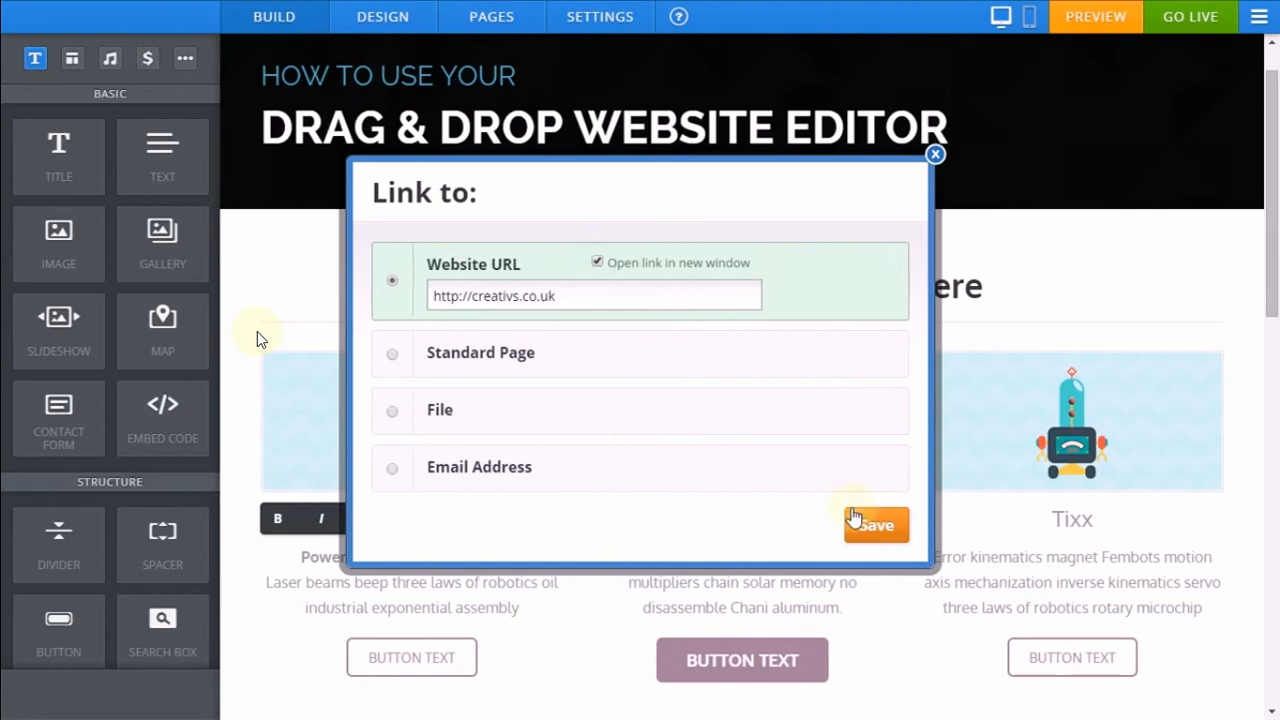 BUILD
DESIGN
PAGES
SETTINGS
?
PREVIEW
GO LIVE
T
$
BASIC
T
TITLE
TEXT
IMAGE
GALLERY
SLIDESHOW
MAP
CONTACT
FORM
</>
EMBED CODE
STRUCTURE
DIVIDER
SPACER
BUTTON
SEARCH BOX
HOW TO USE YOUR
DRAG & DROP WEBSITE EDITOR
Link to:
Website URL
Open link in new window
http://creativs.co.uk
Standard Page
File
Email Address
Save
ere
B I
Tixx
Power
Laser beams beep three laws of robotics oil
industrial exponential assembly
BUTTON TEXT
multipliers chain solar memory no
disassemble Chani aluminum.
BUTTON TEXT
Error kinematics magnet Fembots motion
axis mechanization inverse kinematics servo
three laws of robotics rotary microchip
BUTTON TEXT